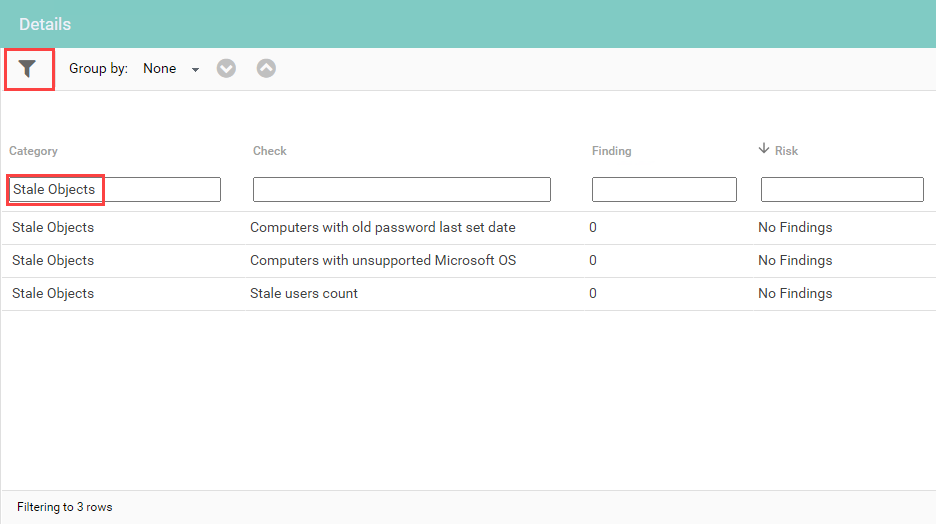 Details
Group by: None
Category Check Finding Risk
Stale Objects
Stale Objects Computers with old password last set date 0 No Findings
Stale Objects Computers with unsupported Microsoft OS 0 No Findings
Stale Objects Stale users count 0 No Findings
Filtering to 3 rows